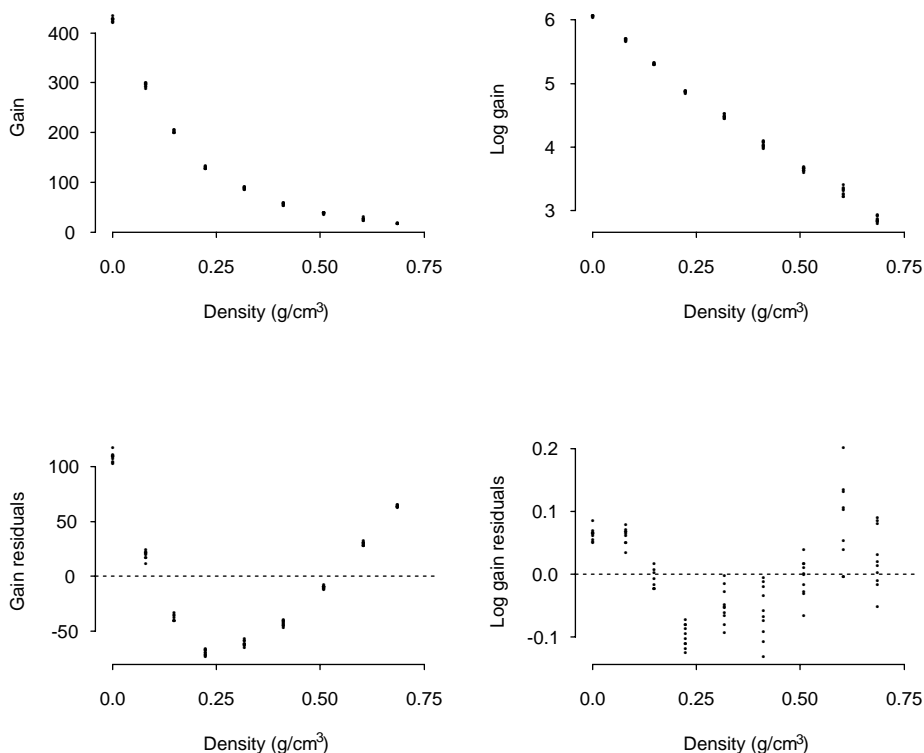 400
300
200
100
0
Gain
0.0 0.25 0.50 0.75
Density (g/cm³)
6
5
4
3
Log gain
0.0 0.25 0.50 0.75
Density (g/cm³)
100
50
0
-50
Gain residuals
0.0 0.25 0.50 0.75
Density (g/cm³)
0.2
0.1
0.0
-0.1
Log gain residuals
0.0 0.25 0.50 0.75
Density (g/cm³)